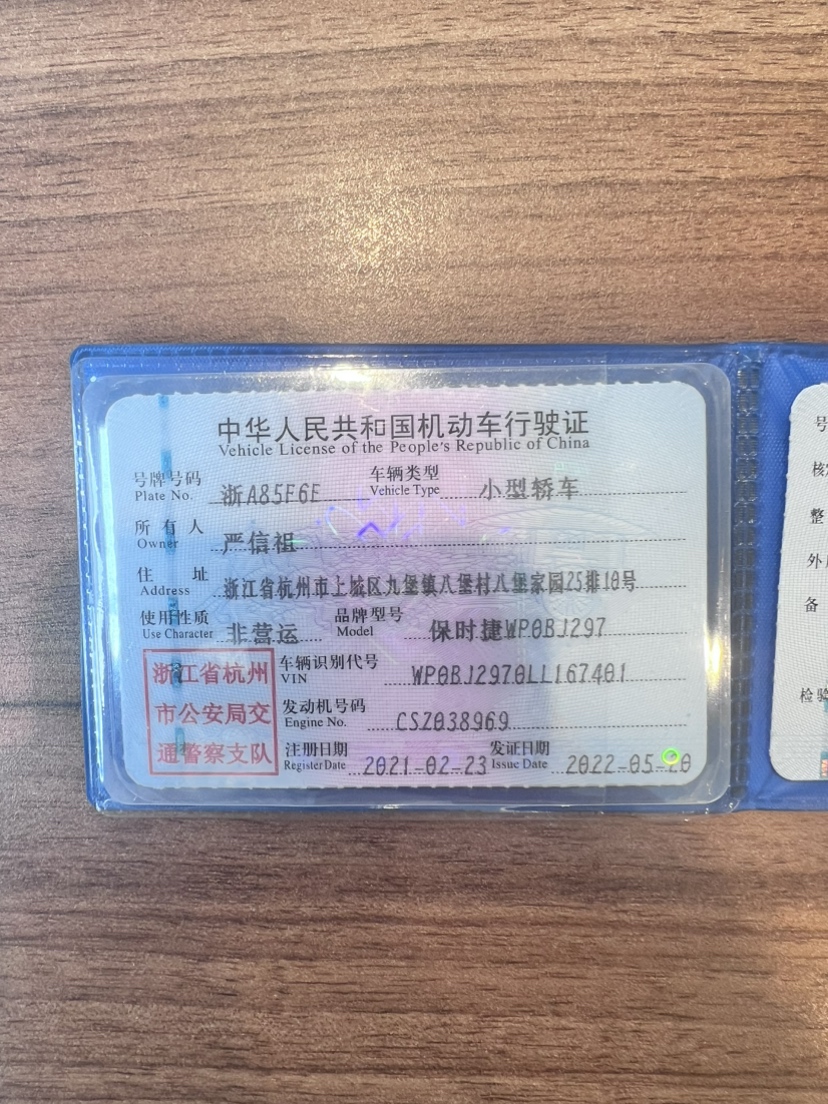 中华人民共和国机动车行驶证
Vehicle License of the People's Republic of China
号牌号码 Plate No. 浙A85F6E 车辆类型 Vehicle Type 小型轿车
所有人 Owner 严信祖
住址 Address 浙江省杭州市上城区九堡镇八堡村八堡家园25排10号
使用性质 Use Character 非营运 品牌型号 Model 保时捷WP0BJ297
浙江省杭州
市公安局交
通警察支队
车辆识别代号 VIN WP0BJ2970LL167401
发动机号码 Engine No. CSZ038969
注册日期 Register Date 2021-02-23 发证日期 Issue Date 2022-05-20
号
核定
整
外廓
备
检验